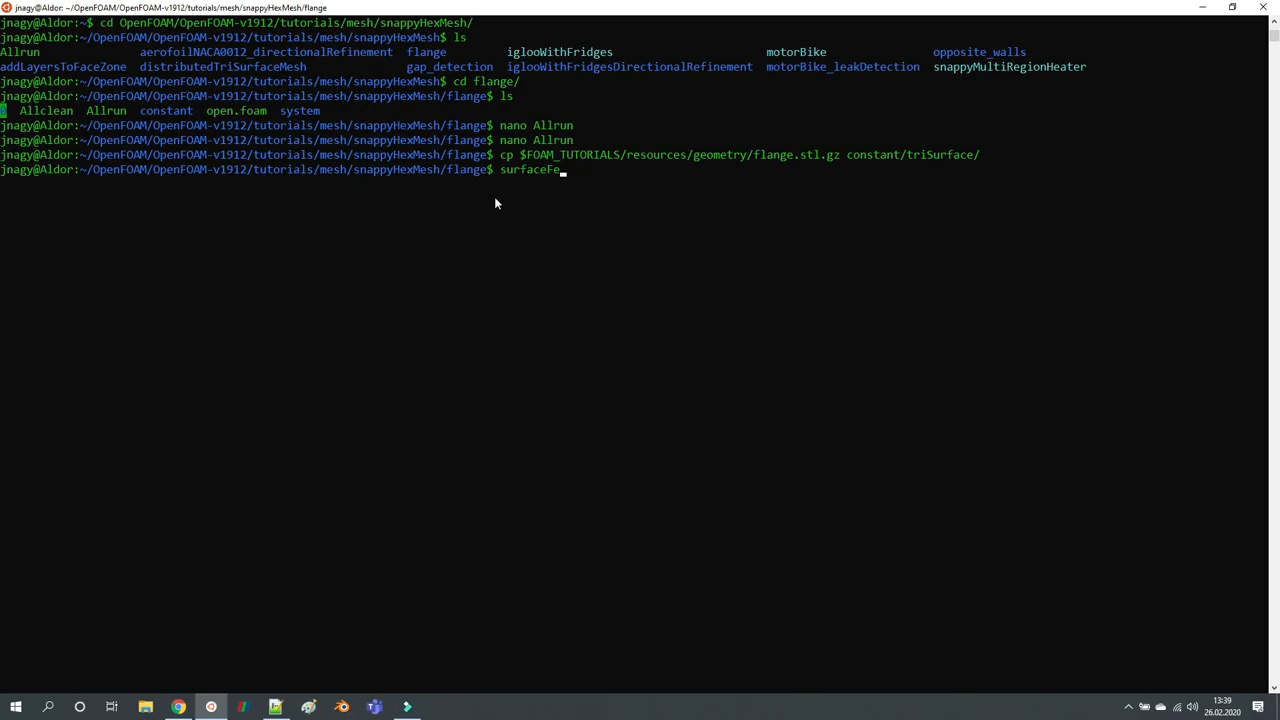 jnagy@Aldor: ~/OpenFOAM/OpenFOAM-v1912/tutorials/mesh/snappyHexMesh/flange
jnagy@Aldor:~$ cd OpenFOAM/OpenFOAM-v1912/tutorials/mesh/snappyHexMesh/
jnagy@Aldor:~/OpenFOAM/OpenFOAM-v1912/tutorials/mesh/snappyHexMesh$ ls
Allrun aerofoilNACA0012_directionalRefinement flange iglooWithFridges motorBike opposite_walls
addLayersToFaceZone distributedTriSurfaceMesh gap_detection iglooWithFridgesDirectionalRefinement motorBike_leakDetection snappyMultiRegionHeater
jnagy@Aldor:~/OpenFOAM/OpenFOAM-v1912/tutorials/mesh/snappyHexMesh$ cd flange/
jnagy@Aldor:~/OpenFOAM/OpenFOAM-v1912/tutorials/mesh/snappyHexMesh/flange$ ls
0 Allclean Allrun constant open.foam system
jnagy@Aldor:~/OpenFOAM/OpenFOAM-v1912/tutorials/mesh/snappyHexMesh/flange$ nano Allrun
jnagy@Aldor:~/OpenFOAM/OpenFOAM-v1912/tutorials/mesh/snappyHexMesh/flange$ nano Allrun
jnagy@Aldor:~/OpenFOAM/OpenFOAM-v1912/tutorials/mesh/snappyHexMesh/flange$ cp $FOAM_TUTORIALS/resources/geometry/flange.stl.gz constant/triSurface/
jnagy@Aldor:~/OpenFOAM/OpenFOAM-v1912/tutorials/mesh/snappyHexMesh/flange$ surfaceFe
13:39
26.02.2020